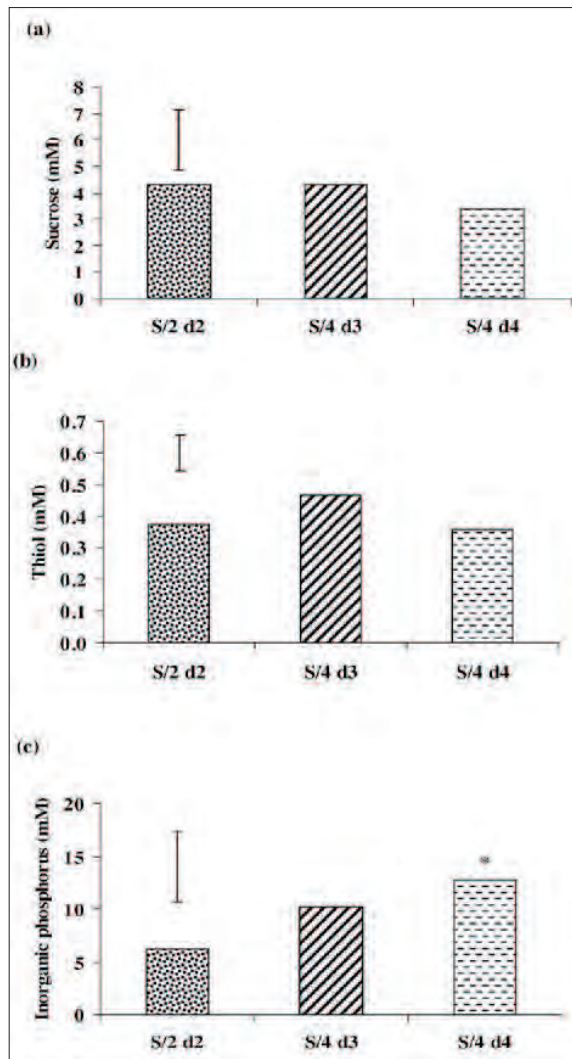 (a)
Sucrose (mM)
8
7
6
5
4
3
2
1
0
S/2 d2
S/4 d3
S/4 d4
(b)
Thiol (mM)
0.7
0.6
0.5
0.4
0.3
0.2
0.1
0.0
S/2 d2
S/4 d3
S/4 d4
(c)
Inorganic phosphorus (mM)
20
15
10
5
0
*
S/2 d2
S/4 d3
S/4 d4